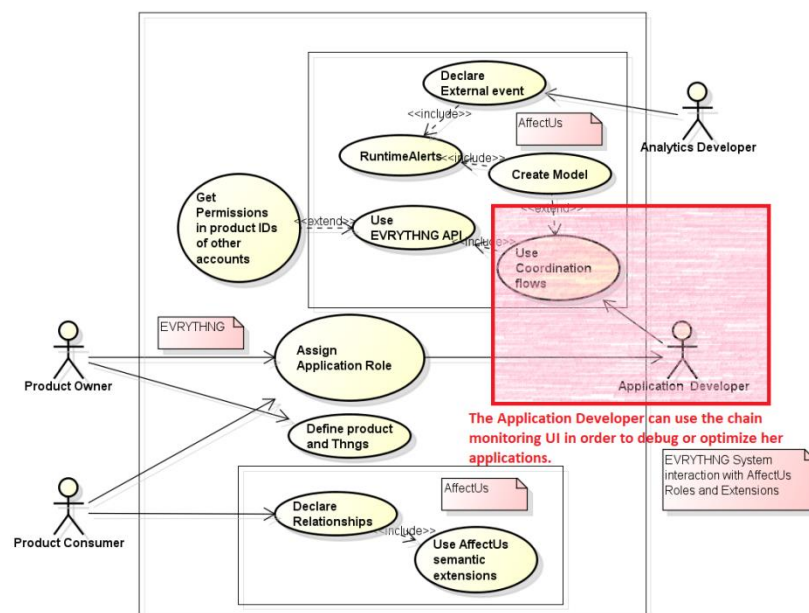 Declare
External event
<<include>>
AffectUs
Analytics Developer
RuntimeAlerts
<<include>>
Create Model
Get
Permissions
in product IDs
of other
accounts
<<extend>>
Use
EVRYTHNG API
<<extend>>
<<include>>
Use
Coordination
flows
EVRYTHNG
Product Owner
Assign
Application Role
Application Developer
Define product
and Thngs
The Application Developer can use the chain
monitoring UI in order to debug or optimize her
applications.
EVRYTHNG System
interaction with AffectUs
Roles and Extensions
AffectUs
Product Consumer
Declare
Relationships
<<include>>
Use AffectUs
semantic
extensions